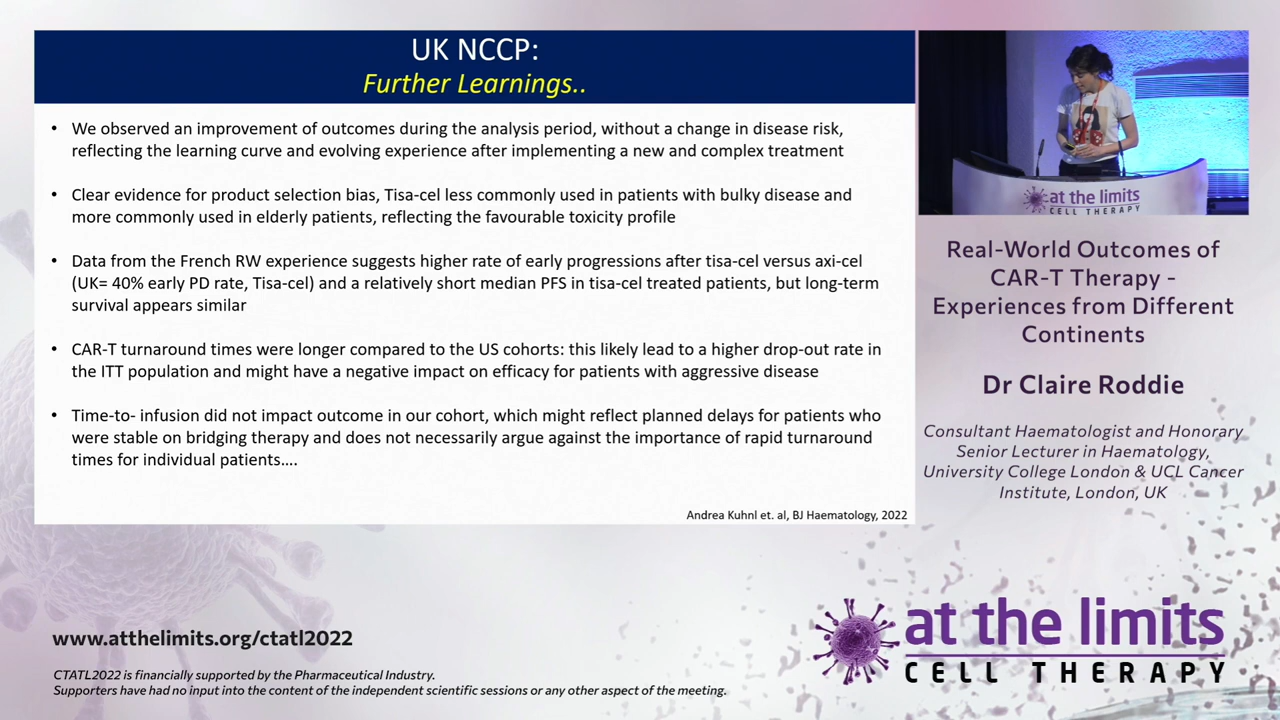 UK NCCP:
Further Learnings..
• We observed an improvement of outcomes during the analysis period, without a change in disease risk,
reflecting the learning curve and evolving experience after implementing a new and complex treatment
• Clear evidence for product selection bias, Tisa-cel less commonly used in patients with bulky disease and
more commonly used in elderly patients, reflecting the favourable toxicity profile
• Data from the French RW experience suggests higher rate of early progressions after tisa-cel versus axi-cel
(UK= 40% early PD rate, Tisa-cel) and a relatively short median PFS in tisa-cel treated patients, but long-term
survival appears similar
• CAR-T turnaround times were longer compared to the US cohorts: this likely lead to a higher drop-out rate in
the ITT population and might have a negative impact on efficacy for patients with aggressive disease
• Time-to- infusion did not impact outcome in our cohort, which might reflect planned delays for patients who
were stable on bridging therapy and does not necessarily argue against the importance of rapid turnaround
times for individual patients....
Andrea Kuhnl et. al, BJ Haematology, 2022
at the limits
CELL THERAPY
Real-World Outcomes of
CAR-T Therapy -
Experiences from Different
Continents
Dr Claire Roddie
Consultant Haematologist and Honorary
Senior Lecturer in Haematology,
University College London & UCL Cancer
Institute, London, UK
www.atthelimits.org/ctatl2022
CTATL2022 is financially supported by the Pharmaceutical Industry.
Supporters have had no input into the content of the independent scientific sessions or any other aspect of the meeting.
at the limits
CELL THERAPY